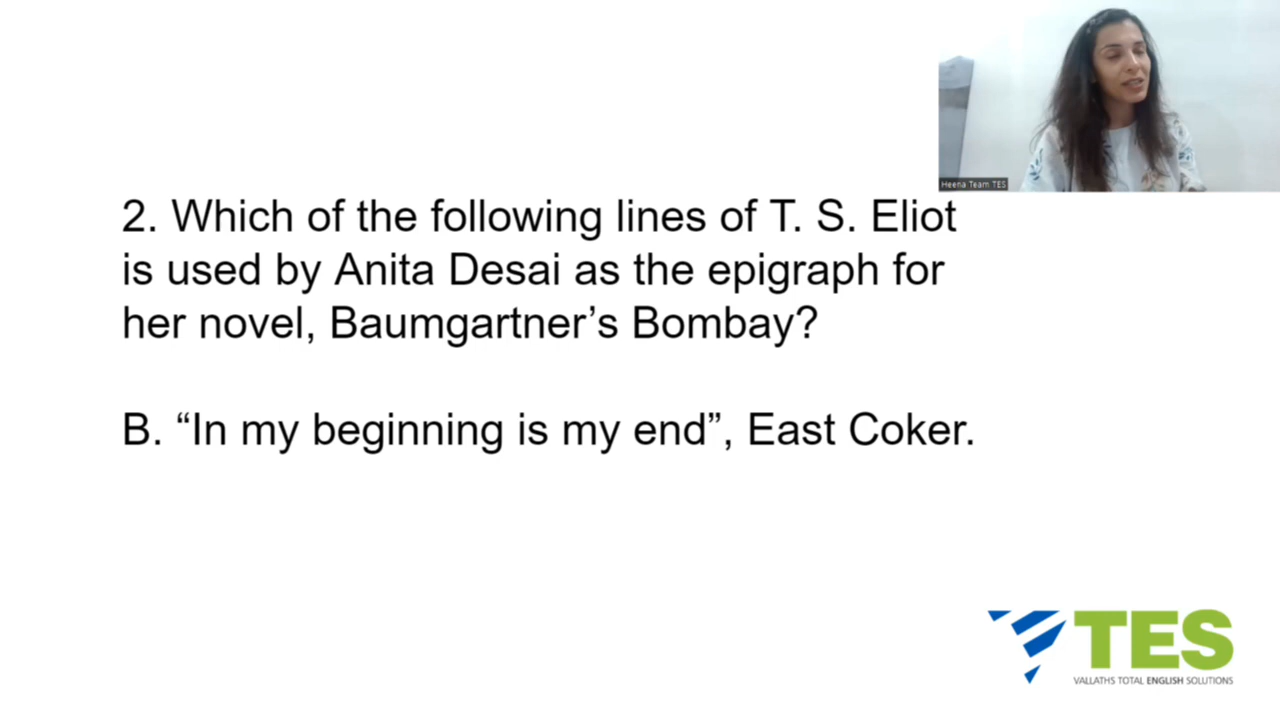 Heena Team TES
2. Which of the following lines of T. S. Eliot
is used by Anita Desai as the epigraph for
her novel, Baumgartner’s Bombay?
B. “In my beginning is my end”, East Coker.
TES
VALLATHS TOTAL ENGLISH SOLUTIONS